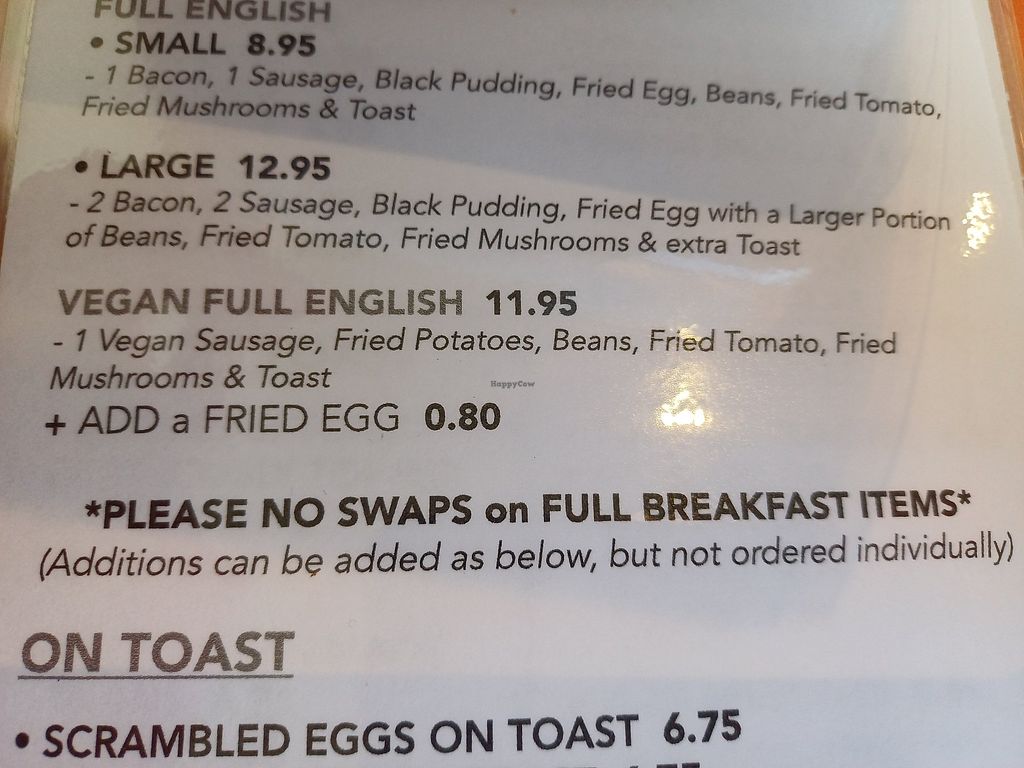 FULL ENGLISH
• SMALL 8.95
- 1 Bacon, 1 Sausage, Black Pudding, Fried Egg, Beans, Fried Tomato,
Fried Mushrooms & Toast
• LARGE 12.95
- 2 Bacon, 2 Sausage, Black Pudding, Fried Egg with a Larger Portion
of Beans, Fried Tomato, Fried Mushrooms & extra Toast
VEGAN FULL ENGLISH 11.95
- 1 Vegan Sausage, Fried Potatoes, Beans, Fried Tomato, Fried
Mushrooms & Toast
HappyCow
+ ADD a FRIED EGG 0.80
*PLEASE NO SWAPS on FULL BREAKFAST ITEMS*
(Additions can be added as below, but not ordered individually)
ON TOAST
• SCRAMBLED EGGS ON TOAST 6.75